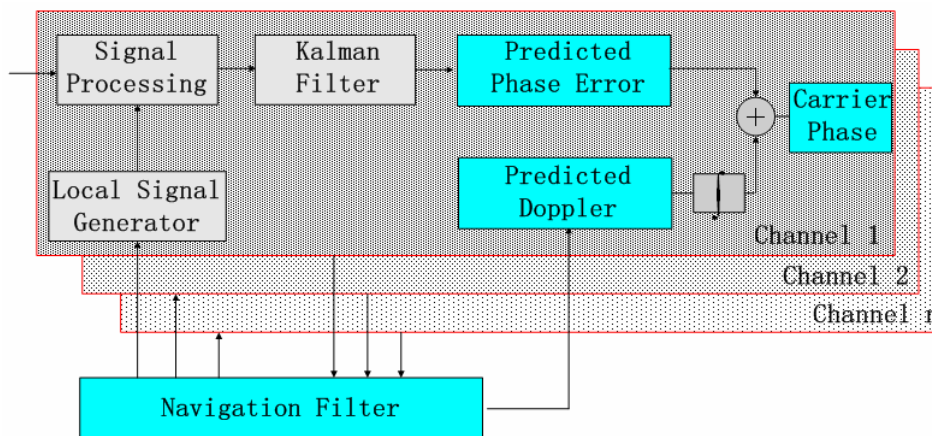 Signal
Processing
Kalman
Filter
Predicted
Phase Error
Carrier
Phase
Local Signal
Generator
Predicted
Doppler
Channel 1
Channel 2
Channel
Navigation Filter